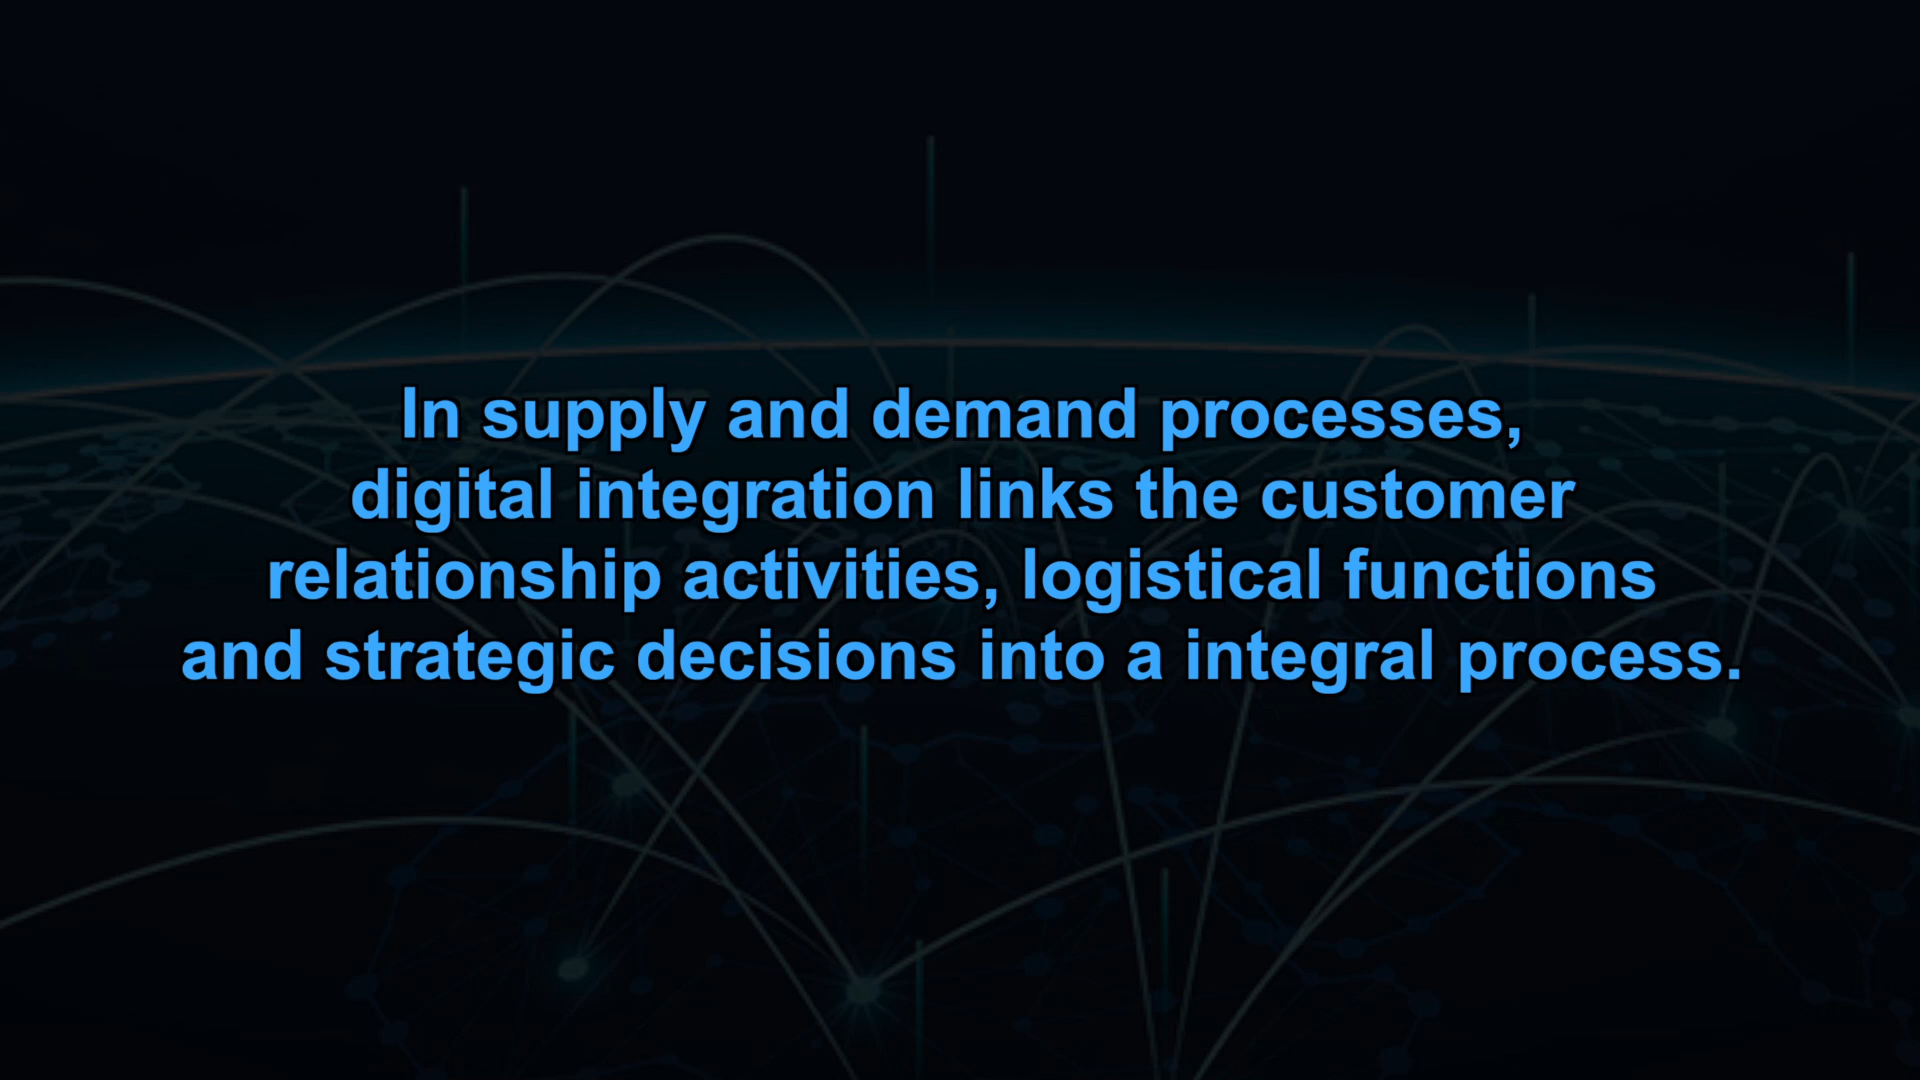 In supply and demand processes,
digital integration links the customer
relationship activities, logistical functions
and strategic decisions into a integral process.